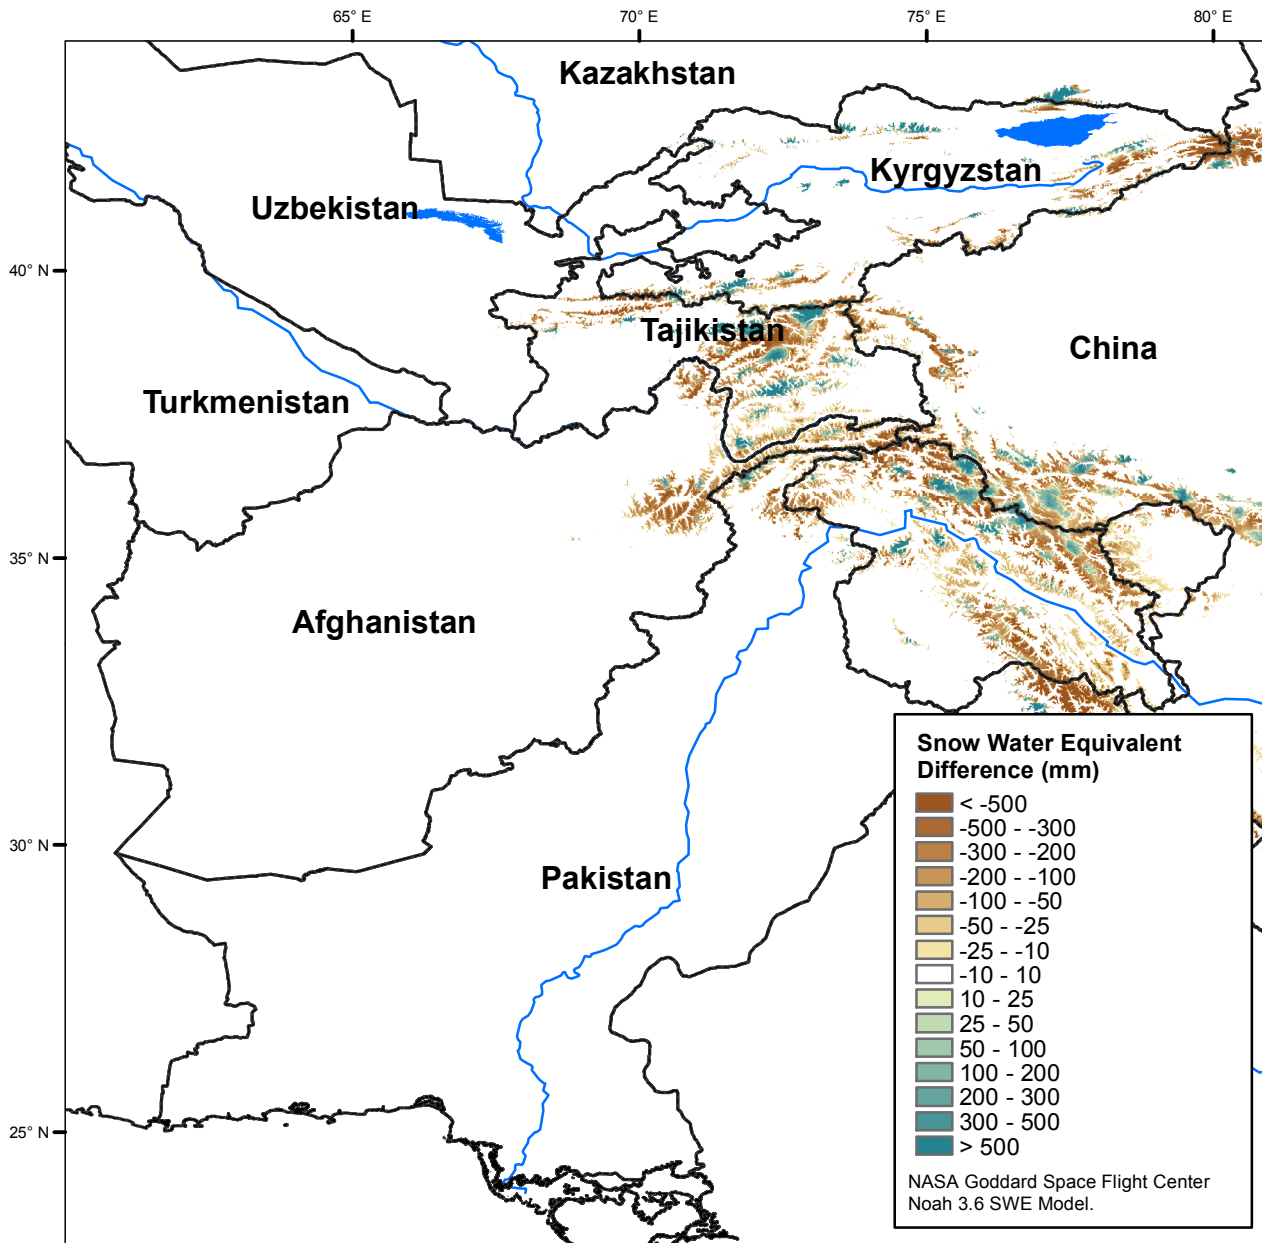 65° E
70° E
75° E
80° E
Kazakhstan
Kyrgyzstan
Uzbekistan
40° N
Tajikistan
China
Turkmenistan
35° N
Afghanistan
30° N
Pakistan
25° N
Snow Water Equivalent
Difference (mm)
< -500
-500 - -300
-300 - -200
-200 - -100
-100 - -50
-50 - -25
-25 - -10
-10 - 10
10 - 25
25 - 50
50 - 100
100 - 200
200 - 300
300 - 500
> 500
NASA Goddard Space Flight Center
Noah 3.6 SWE Model.